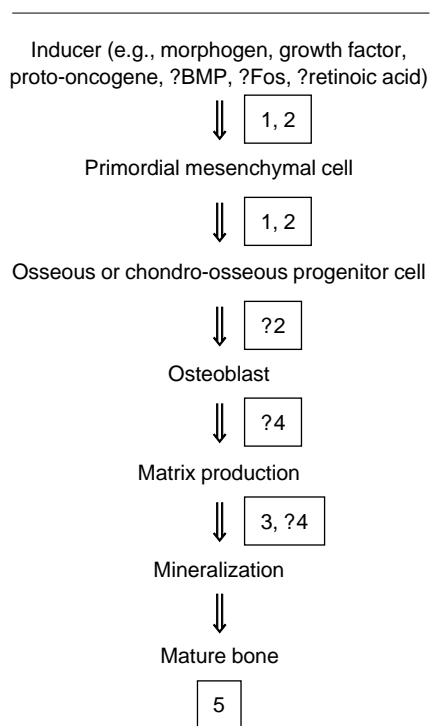 Inducer (e.g., morphogen, growth factor,
proto-oncogene, ?BMP, ?Fos, ?retinoic acid)
1, 2
Primordial mesenchymal cell
1, 2
Osseous or chondro-osseous progenitor cell
?2
Osteoblast
?4
Matrix production
3, ?4
Mineralization
Mature bone
5